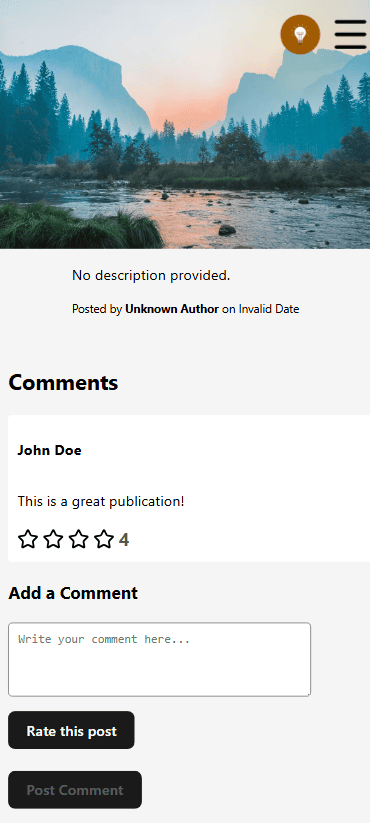 No description provided.
Posted by Unknown Author on Invalid Date
Comments
John Doe
This is a great publication!
4
Add a Comment
Write your comment here...
Rate this post
Post Comment